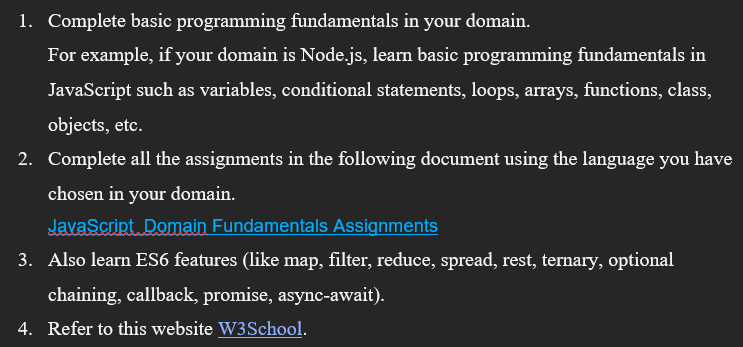 1. Complete basic programming fundamentals in your domain.
For example, if your domain is Node.js, learn basic programming fundamentals in
JavaScript such as variables, conditional statements, loops, arrays, functions, class,
objects, etc.
2. Complete all the assignments in the following document using the language you have
chosen in your domain.
JavaScript Domain Fundamentals Assignments
3. Also learn ES6 features (like map, filter, reduce, spread, rest, ternary, optional
chaining, callback, promise, async-await).
4. Refer to this website W3School.